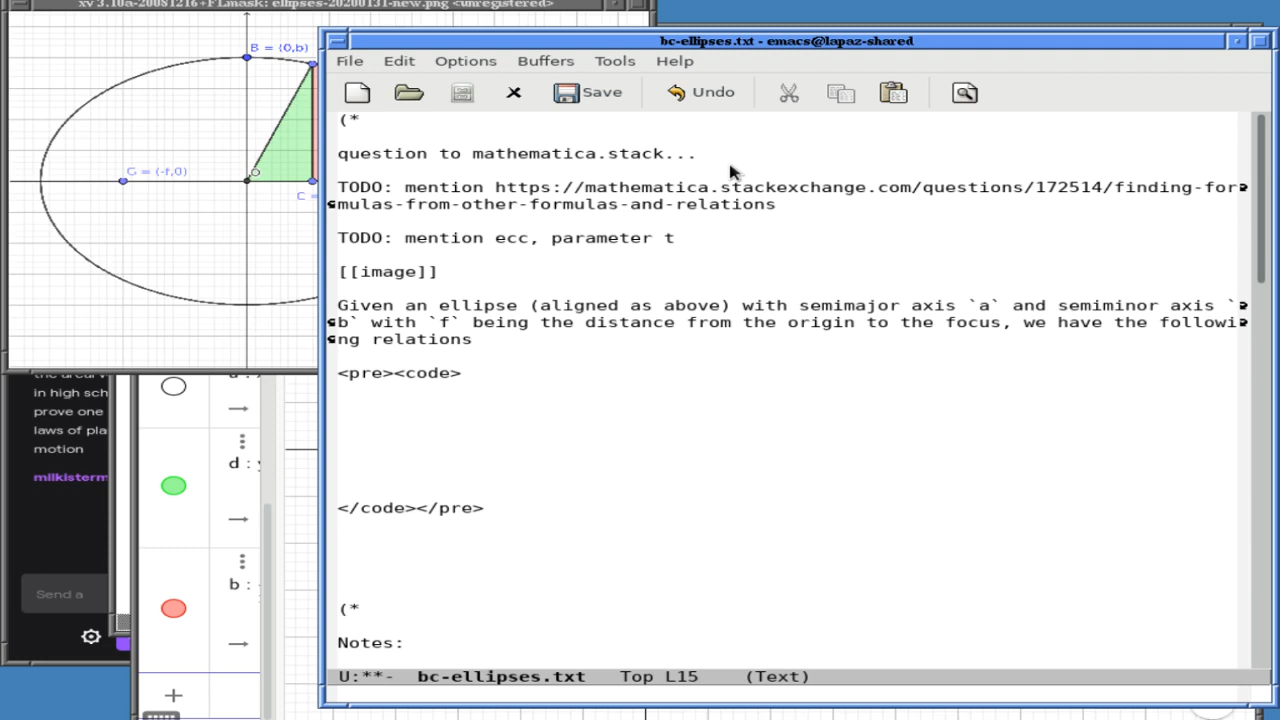 xv 3.10a-20081216+FLmask: ellipses-20200131-new.png <unregistered>
B = (0,b)
G = (-f,0)
C =
in high sch
prove one
laws of pla
motion
milkisterm
Send a
d :
b :
bc-ellipses.txt - emacs@lapaz-shared
File Edit Options Buffers Tools Help
Save Undo
(*
question to mathematica.stack...
TODO: mention https://mathematica.stackexchange.com/questions/172514/finding-for
mulas-from-other-formulas-and-relations
TODO: mention ecc, parameter t
[[image]]
Given an ellipse (aligned as above) with semimajor axis `a` and semiminor axis `
b` with `f` being the distance from the origin to the focus, we have the followi
ng relations
<pre><code>
</code></pre>
(*
Notes:
U:**- bc-ellipses.txt Top L15 (Text)